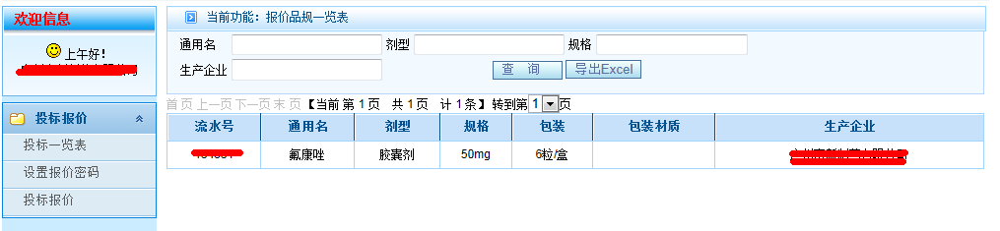 欢迎信息
上午好!
投标报价
投标一览表
设置报价密码
投标报价
当前功能：报价品规一览表
通用名 剂型 规格
生产企业 查 询 导出Excel
首 页 上一页 下一页 末 页 【当前 第 1 页 共 1 页 计 1 条】 转到第 1 页
流水号 通用名 剂型 规格 包装 包装材质 生产企业
氟康唑 胶囊剂 50mg 6粒/盒